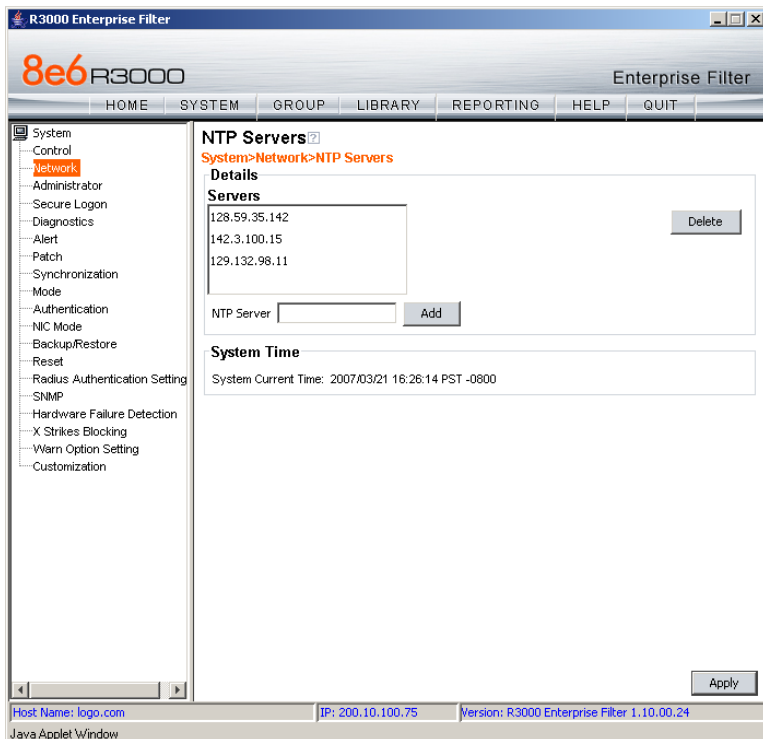 R3000 Enterprise Filter
8e6 R3000
Enterprise Filter
HOME SYSTEM GROUP LIBRARY REPORTING HELP QUIT
System
Control
Network
Administrator
Secure Logon
Diagnostics
Alert
Patch
Synchronization
Mode
Authentication
NIC Mode
Backup/Restore
Reset
Radius Authentication Setting
SNMP
Hardware Failure Detection
X Strikes Blocking
Warn Option Setting
Customization
NTP Servers ?
System>Network>NTP Servers
Details
Servers
128.59.35.142
142.3.100.15
129.132.98.11
Delete
NTP Server Add
System Time
System Current Time: 2007/03/21 16:26:14 PST -0800
Apply
Host Name: logo.com IP: 200.10.100.75 Version: R3000 Enterprise Filter 1.10.00.24
Java Applet Window